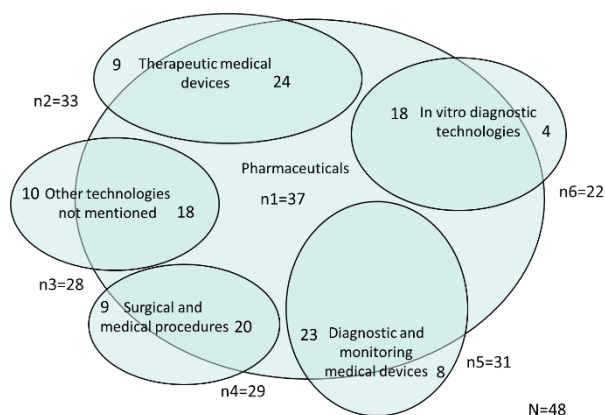 9 Therapeutic medical
devices 24
n2=33
18 In vitro diagnostic
technologies 4
n6=22
Pharmaceuticals
n1=37
10 Other technologies
not mentioned 18
n3=28
9 Surgical and
medical procedures 20
n4=29
23 Diagnostic and
monitoring
medical devices 8
n5=31
N=48